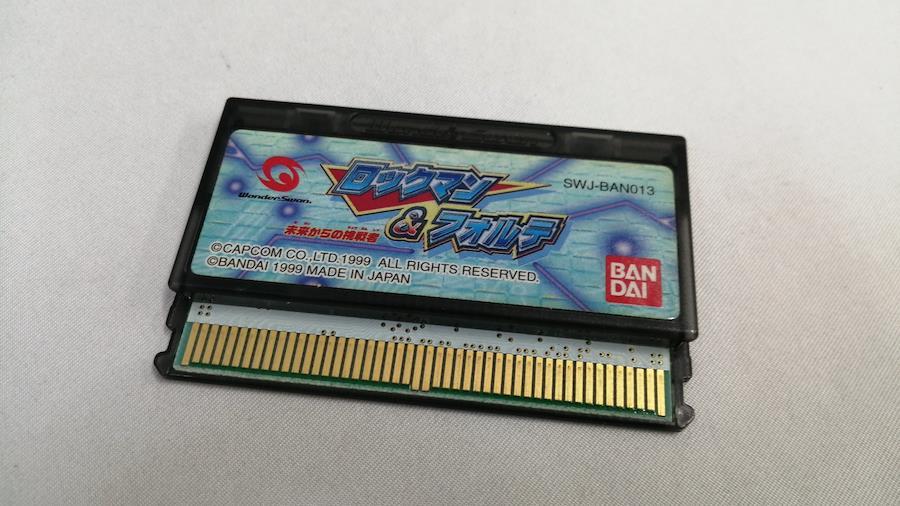 WonderSwan
WonderSwan.
ロックマン
&フォルテ
未来からの挑戦者
SWJ-BAN013
©CAPCOM CO.,LTD.1999 ALL RIGHTS RESERVED.
©BANDAI 1999 MADE IN JAPAN
BAN
DAI